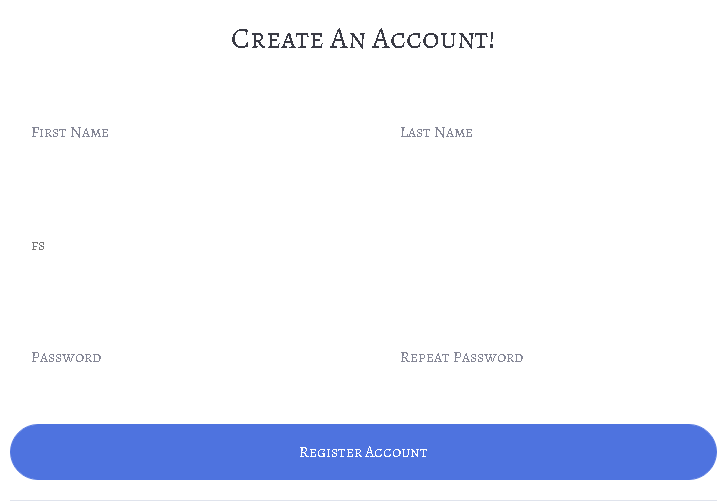 Create An Account!
First Name Last Name
fs
Password Repeat Password
Register Account